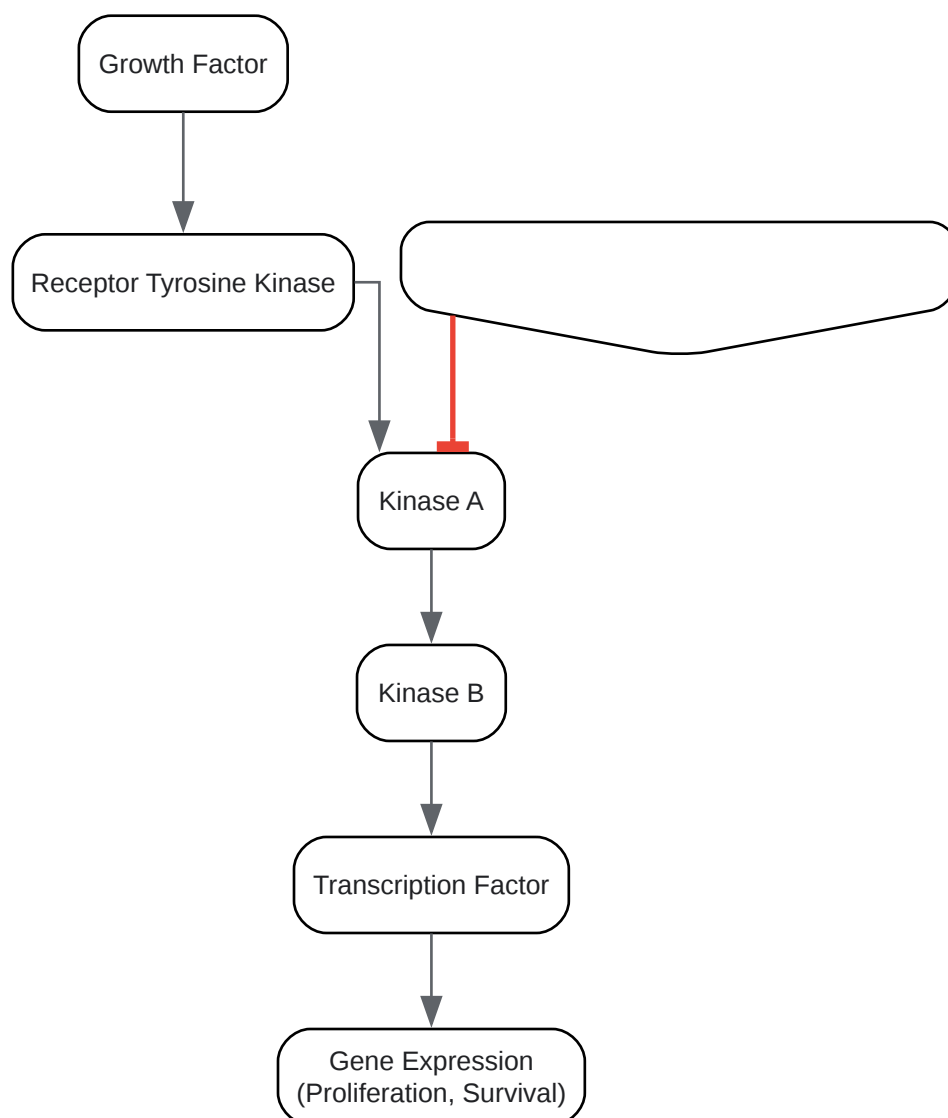 Growth Factor
Receptor Tyrosine Kinase
Kinase A
Kinase B
Transcription Factor
Gene Expression
(Proliferation, Survival)